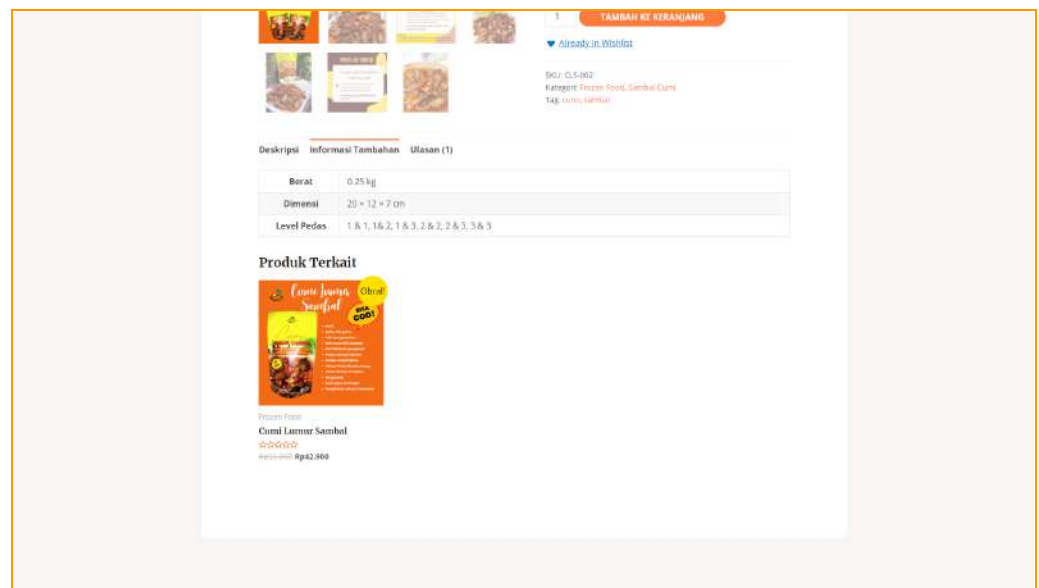 1 TAMBAH KE KERANJANG
Already In Wishlist
SKU: CLS-002
Kategori: Frozen Food, Sambal Cumi
Tag: cumi, sambal
Deskripsi Informasi Tambahan Ulasan (1)
Berat 0.25 kg
Dimensi 20 × 12 × 7 cm
Level Pedas 1 & 1, 1& 2, 1 & 3, 2 & 2, 2 & 3, 3 & 3
Produk Terkait
Cumi Lumur
Sambal
Obral!
BISA
COD!
Frozen Food
Cumi Lumur Sambal
Rp42.900